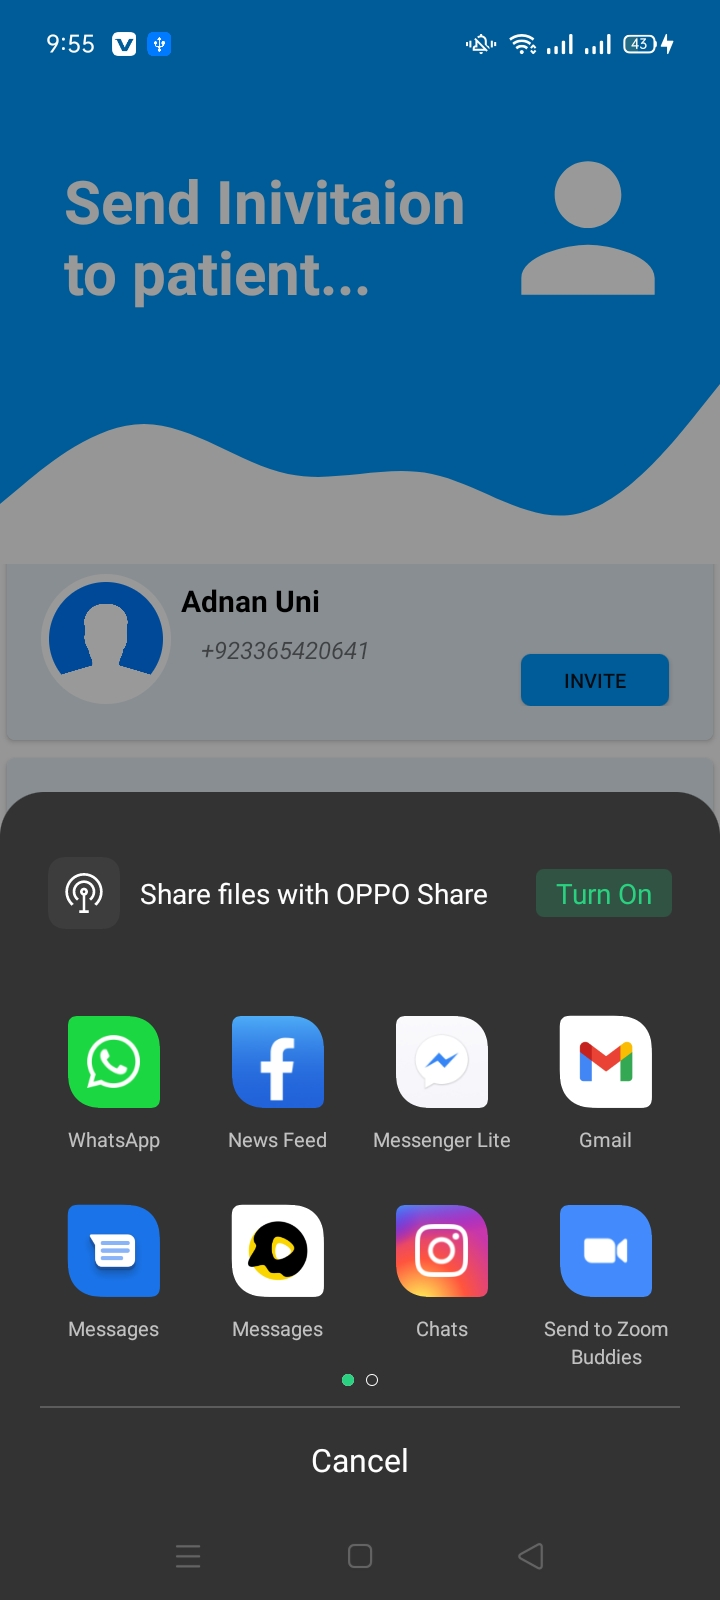 9:55
43
Send Inivitaion
to patient...
Adnan Uni
+923365420641
INVITE
Share files with OPPO Share
Turn On
WhatsApp
News Feed
Messenger Lite
Gmail
Messages
Messages
Chats
Send to Zoom
Buddies
Cancel